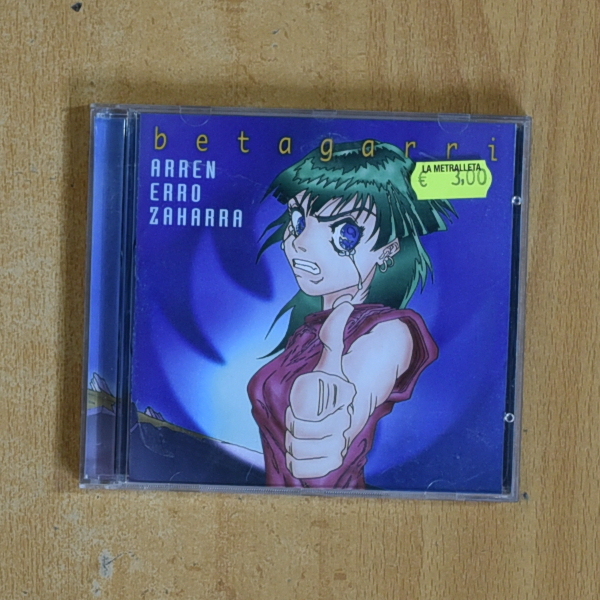 betagarri
ARREN
ERRO
ZAHARRA
LA METRALLETA
€ 3,00